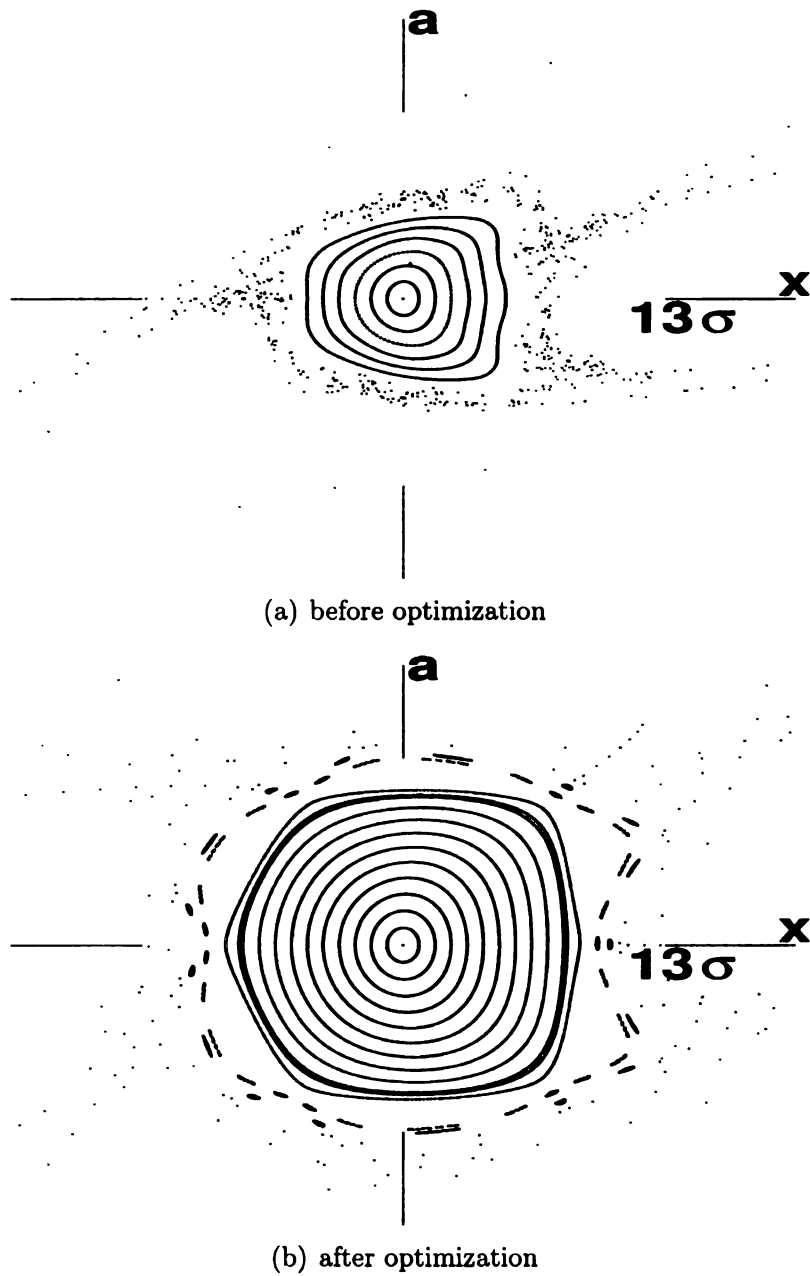 a
x
13σ
(a) before optimization
a
x
13σ
(b) after optimization